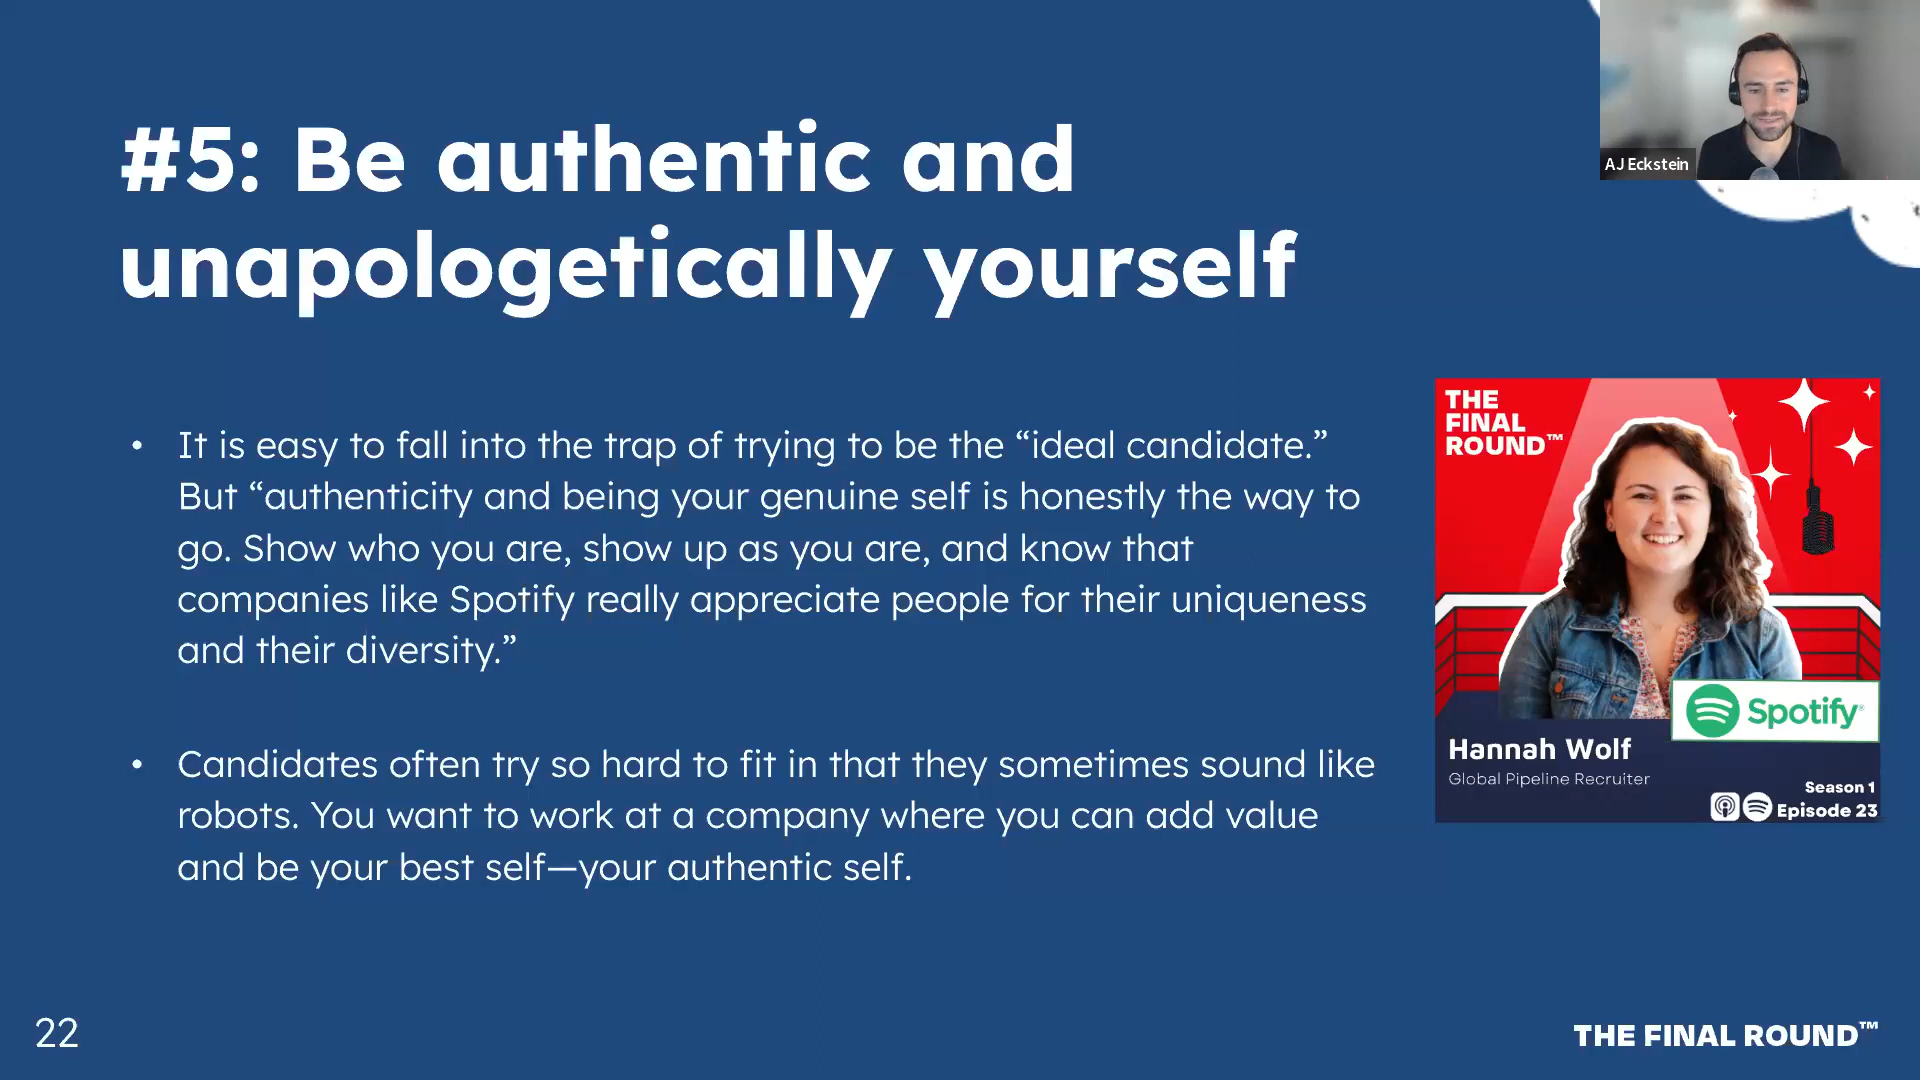 #5: Be authentic and
unapologetically yourself
AJ Eckstein
• It is easy to fall into the trap of trying to be the “ideal candidate.”
But “authenticity and being your genuine self is honestly the way to
go. Show who you are, show up as you are, and know that
companies like Spotify really appreciate people for their uniqueness
and their diversity.”
• Candidates often try so hard to fit in that they sometimes sound like
robots. You want to work at a company where you can add value
and be your best self—your authentic self.
THE
FINAL
ROUND™
Spotify®
Hannah Wolf
Global Pipeline Recruiter
Season 1
Episode 23
22
THE FINAL ROUND™